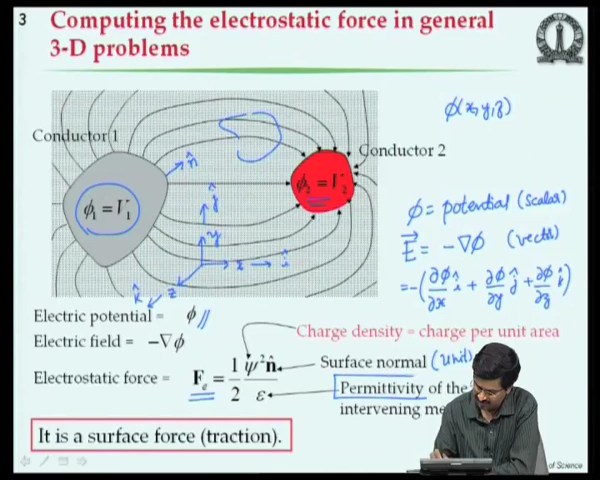 3
Computing the electrostatic force in general
3-D problems
ϕ(x,y,z)
Conductor 1
n̂
Conductor 2
ϕ₁ = V₁
ϕ₂ = V₂
ĵ
y
x → î
z
k̂
ϕ = potential (scalar)
E⃗ = -∇ϕ (vector)
= -(∂ϕ/∂x î + ∂ϕ/∂y ĵ + ∂ϕ/∂z k̂)
Electric potential = ϕ
Charge density = charge per unit area
Electric field = -∇ϕ
Surface normal (unit)
Electrostatic force = Fₑ = 1/2 ψ²n̂/ε
Permittivity of the
intervening me
It is a surface force (traction).
of Science